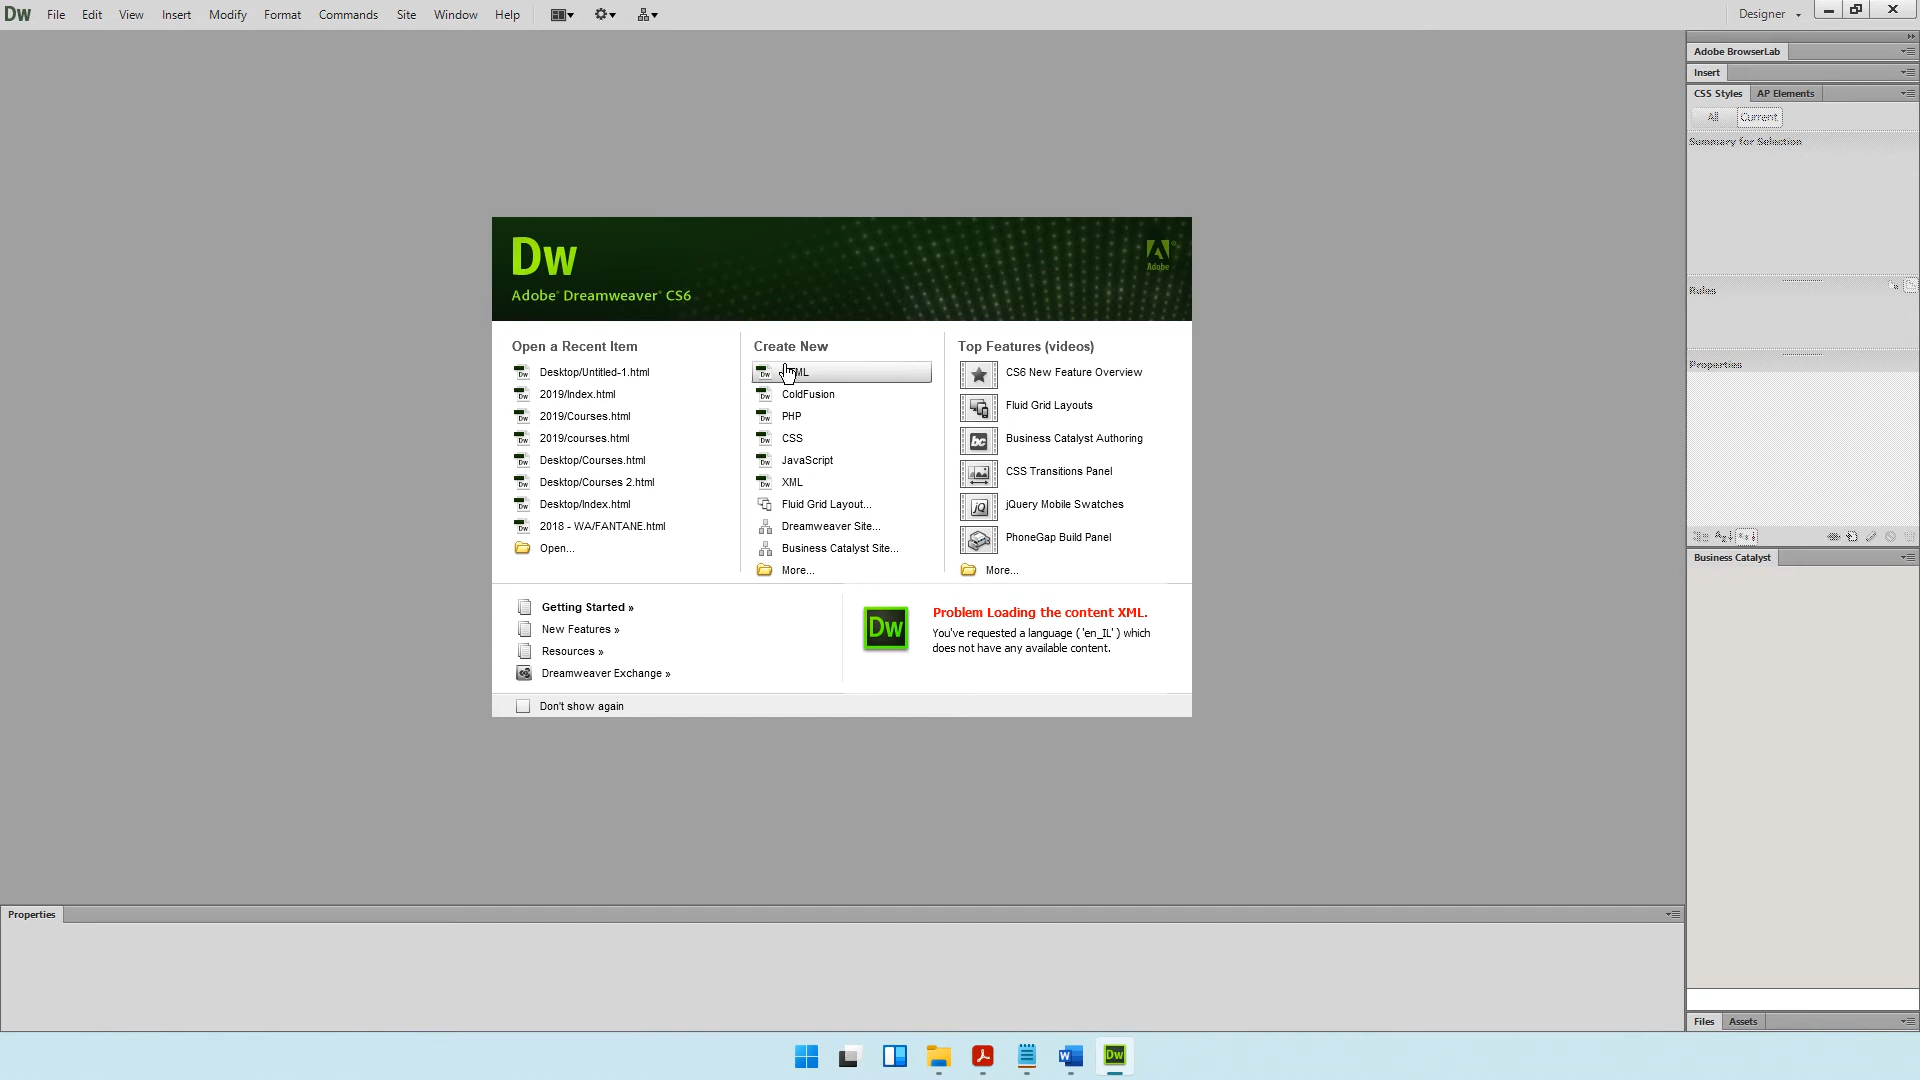 Dw File Edit View Insert Modify Format Commands Site Window Help Designer
Adobe BrowserLab
Insert
CSS Styles AP Elements
All Current
Summary for Selection
Rules
Properties
Business Catalyst
Files Assets
Dw
Adobe® Dreamweaver® CS6
Adobe
Open a Recent Item
Desktop/Untitled-1.html
2019/Index.html
2019/Courses.html
2019/courses.html
Desktop/Courses.html
Desktop/Courses 2.html
Desktop/Index.html
2018 - WA/FANTANE.html
Open...
Create New
ML
ColdFusion
PHP
CSS
JavaScript
XML
Fluid Grid Layout...
Dreamweaver Site...
Business Catalyst Site...
More...
Top Features (videos)
CS6 New Feature Overview
Fluid Grid Layouts
bc Business Catalyst Authoring
CSS Transitions Panel
jQ jQuery Mobile Swatches
PhoneGap Build Panel
More...
Getting Started »
New Features »
Resources »
Dreamweaver Exchange »
Dw
Problem Loading the content XML.
You've requested a language ( 'en_IL' ) which
does not have any available content.
Don't show again
Properties
W Dw